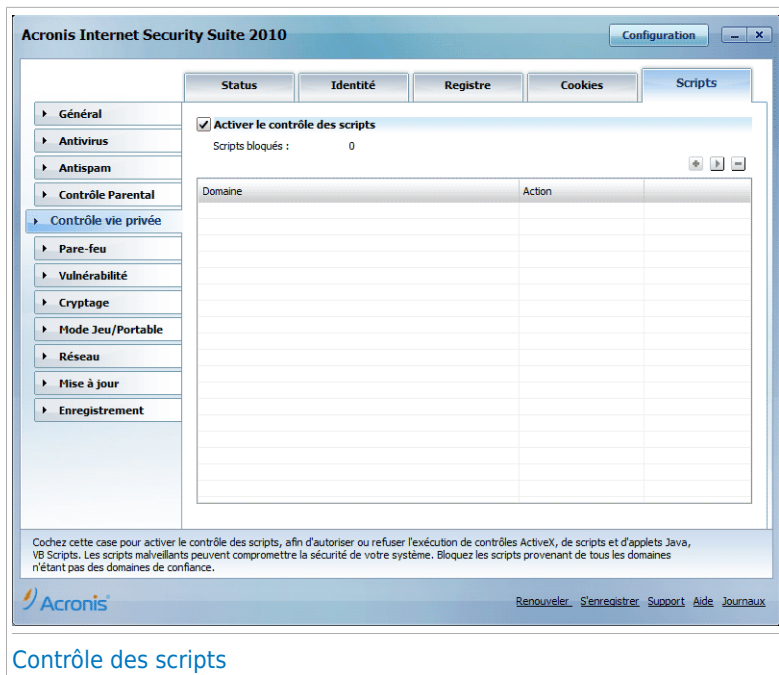 Acronis Internet Security Suite 2010
Configuration
Status
Identité
Registre
Cookies
Scripts
Général
Antivirus
Antispam
Contrôle Parental
Contrôle vie privée
Pare-feu
Vulnérabilité
Cryptage
Mode Jeu/Portable
Réseau
Mise à jour
Enregistrement
Activer le contrôle des scripts
Scripts bloqués : 0
Domaine
Action
Cochez cette case pour activer le contrôle des scripts, afin d'autoriser ou refuser l'exécution de contrôles ActiveX, de scripts et d'applets Java,
VB Scripts. Les scripts malveillants peuvent compromettre la sécurité de votre système. Bloquez les scripts provenant de tous les domaines
n'étant pas des domaines de confiance.
Acronis
Renouveler S'enregistrer Support Aide Journaux
Contrôle des scripts